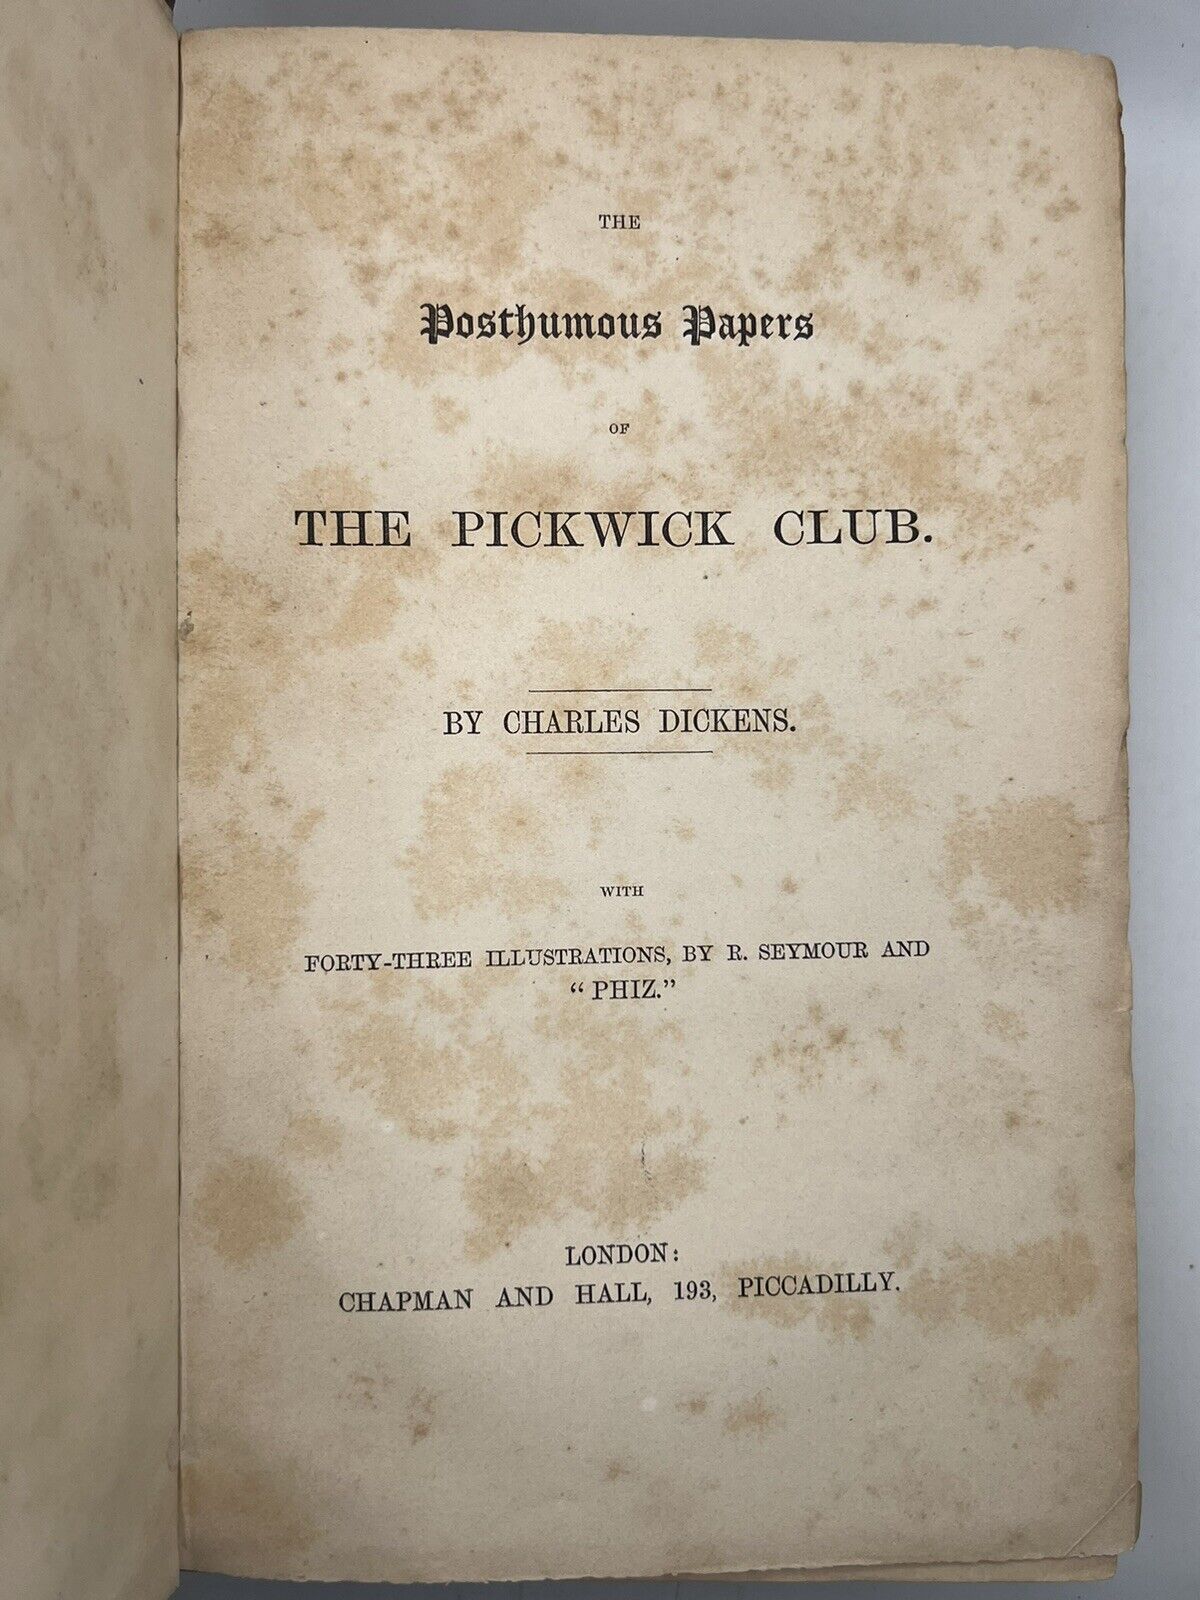 THE
Posthumous Papers
OF
THE PICKWICK CLUB.
BY CHARLES DICKENS.
WITH
FORTY-THREE ILLUSTRATIONS, BY R. SEYMOUR AND
“PHIZ.”
LONDON:
CHAPMAN AND HALL, 193, PICCADILLY.